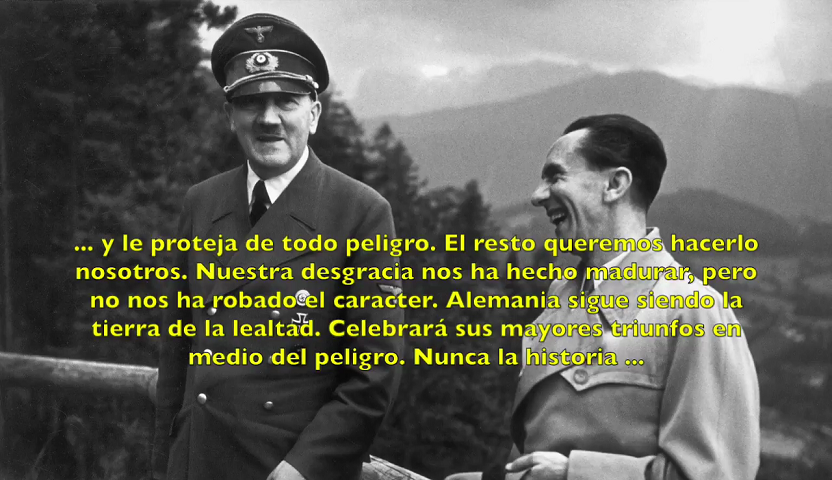 ... y le proteja de todo peligro. El resto queremos hacerlo
nosotros. Nuestra desgracia nos ha hecho madurar, pero
no nos ha robado el caracter. Alemania sigue siendo la
tierra de la lealtad. Celebrará sus mayores triunfos en
medio del peligro. Nunca la historia ...